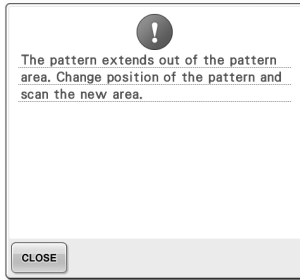 The pattern extends out of the pattern
area. Change position of the pattern and
scan the new area.
CLOSE